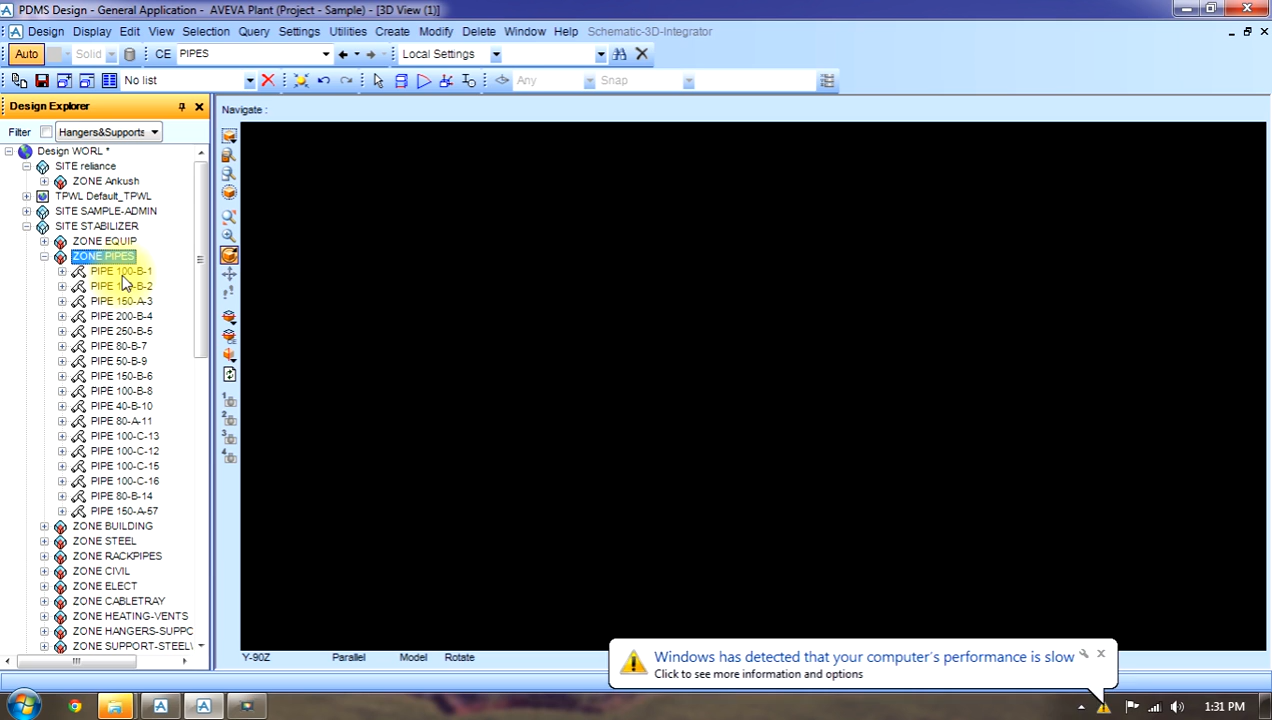 PDMS Design - General Application - AVEVA Plant (Project - Sample) - [3D View (1)]
Design Display Edit View Selection Query Settings Utilities Create Modify Delete Window Help Schematic-3D-Integrator
Auto Solid CE PIPES Local Settings
No list Any Snap
Design Explorer
Navigate :
Filter Hangers&Supports
Design WORL *
SITE reliance
ZONE Ankush
TPWL Default_TPWL
SITE SAMPLE-ADMIN
SITE STABILIZER
ZONE EQUIP
ZONE PIPES
PIPE 100-B-1
PIPE B-2
PIPE 150-A-3
PIPE 200-B-4
PIPE 250-B-5
PIPE 80-B-7
PIPE 50-B-9
PIPE 150-B-6
PIPE 100-B-8
PIPE 40-B-10
PIPE 80-A-11
PIPE 100-C-13
PIPE 100-C-12
PIPE 100-C-15
PIPE 100-C-16
PIPE 80-B-14
PIPE 150-A-57
ZONE BUILDING
ZONE STEEL
ZONE RACKPIPES
ZONE CIVIL
ZONE ELECT
ZONE CABLETRAY
ZONE HEATING-VENTS
ZONE HANGERS-SUPPC
ZONE SUPPORT-STEEL
Y-90Z Parallel Model Rotate
Windows has detected that your computer's performance is slow
Click to see more information and options
1:31 PM